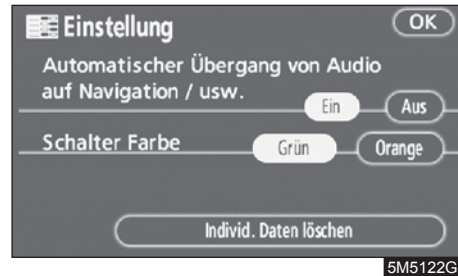 Einstellung
OK
Automatischer Übergang von Audio
auf Navigation / usw.
Ein
Aus
Schalter Farbe
Grün
Orange
Individ. Daten löschen
5M5122G